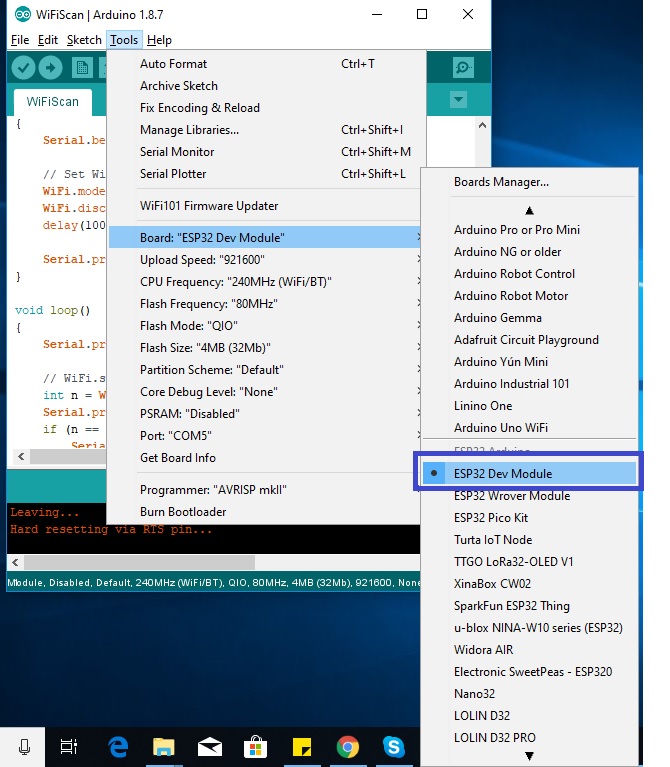 WiFiScan | Arduino 1.8.7
File Edit Sketch Tools Help
WiFiScan
{
Serial.be
// Set Wi
WiFi.mode
WiFi.disc
delay(100
Serial.pr
}
void loop()
{
Serial.pr
// WiFi.s
int n = W
Serial.pr
if (n ==
Seria
Leaving...
Hard resetting via RTS pin...
Module, Disabled, Default, 240MHz (WiFi/BT), QIO, 80MHz, 4MB (32Mb), 921600, None
Auto Format Ctrl+T
Archive Sketch
Fix Encoding & Reload
Manage Libraries... Ctrl+Shift+I
Serial Monitor Ctrl+Shift+M
Serial Plotter Ctrl+Shift+L
WiFi101 Firmware Updater
Board: "ESP32 Dev Module"
Upload Speed: "921600"
CPU Frequency: "240MHz (WiFi/BT)"
Flash Frequency: "80MHz"
Flash Mode: "QIO"
Flash Size: "4MB (32Mb)"
Partition Scheme: "Default"
Core Debug Level: "None"
PSRAM: "Disabled"
Port: "COM5"
Get Board Info
Programmer: "AVRISP mkII"
Burn Bootloader
Boards Manager...
Arduino Pro or Pro Mini
Arduino NG or older
Arduino Robot Control
Arduino Robot Motor
Arduino Gemma
Adafruit Circuit Playground
Arduino Yún Mini
Arduino Industrial 101
Linino One
Arduino Uno WiFi
ESP32 Arduino
ESP32 Dev Module
ESP32 Wrover Module
ESP32 Pico Kit
Turta IoT Node
TTGO LoRa32-OLED V1
XinaBox CW02
SparkFun ESP32 Thing
u-blox NINA-W10 series (ESP32)
Widora AIR
Electronic SweetPeas - ESP320
Nano32
LOLIN D32
LOLIN D32 PRO